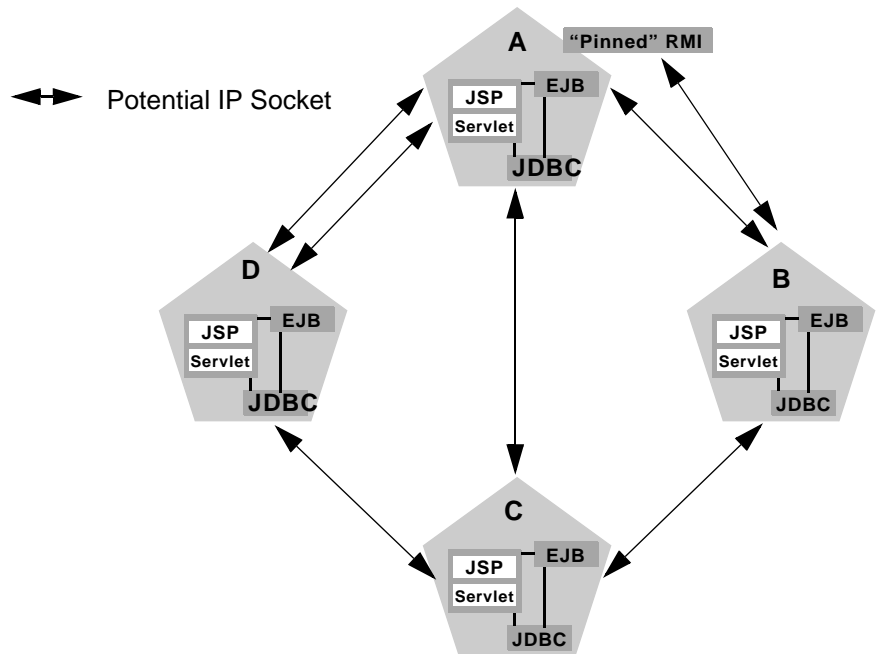 A
“Pinned” RMI
Potential IP Socket
EJB
JSP
Servlet
JDBC
D
EJB
JSP
Servlet
JDBC
B
EJB
JSP
Servlet
JDBC
C
EJB
JSP
Servlet
JDBC